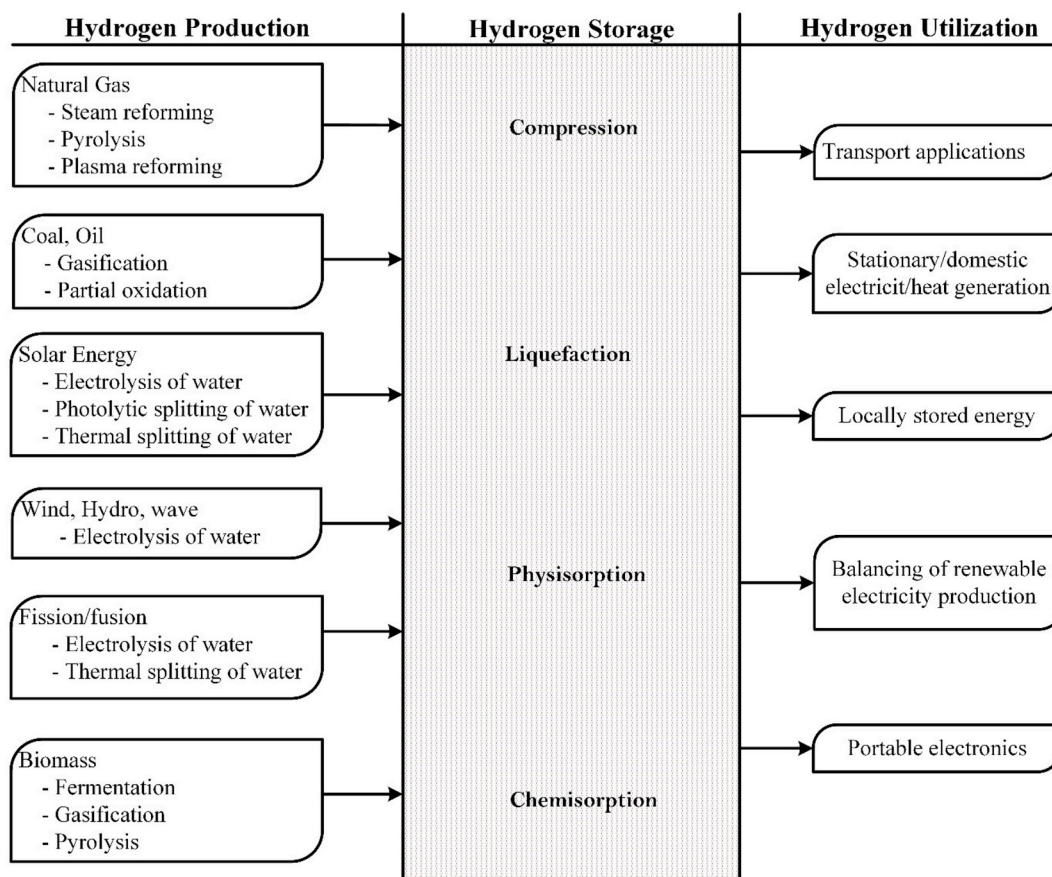 Hydrogen Production
Hydrogen Storage
Hydrogen Utilization
Natural Gas
- Steam reforming
- Pyrolysis
- Plasma reforming
Coal, Oil
- Gasification
- Partial oxidation
Solar Energy
- Electrolysis of water
- Photolytic splitting of water
- Thermal splitting of water
Wind, Hydro, wave
- Electrolysis of water
Fission/fusion
- Electrolysis of water
- Thermal splitting of water
Biomass
- Fermentation
- Gasification
- Pyrolysis
Compression
Liquefaction
Physisorption
Chemisorption
Transport applications
Stationary/domestic
electricit/heat generation
Locally stored energy
Balancing of renewable
electricity production
Portable electronics